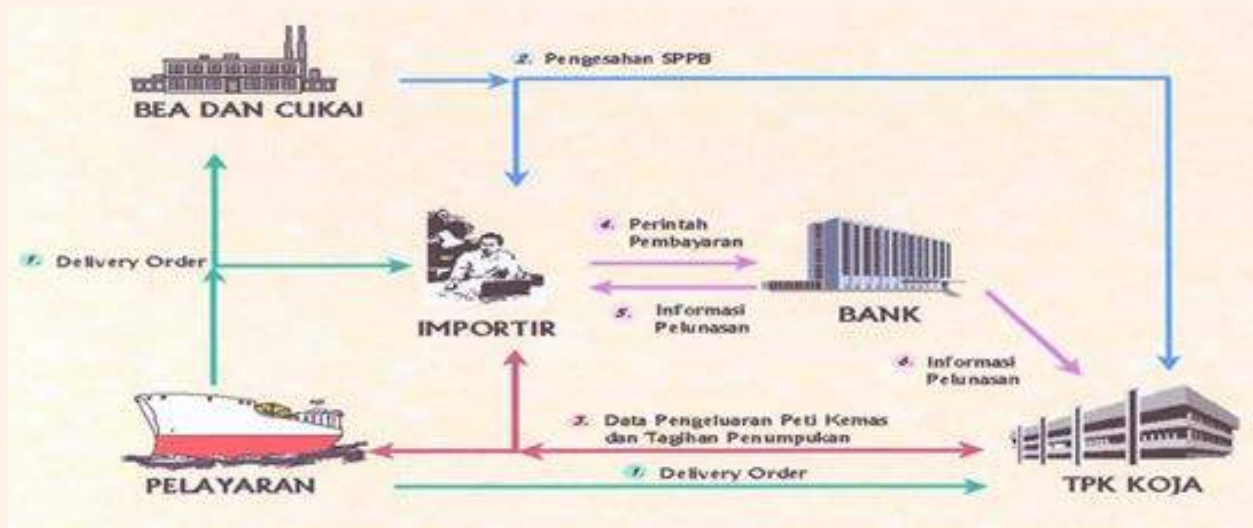 2. Pengesahan SPPB
BEA DAN CUKAI
1. Delivery Order
4. Perintah
Pembayaran
5. Informasi
Pelunasan
IMPORTIR
BANK
6. Informasi
Pelunasan
3. Data Pengeluaran Peti Kemas
dan Tagihan Penumpukan
1. Delivery Order
PELAYARAN
TPK KOJA